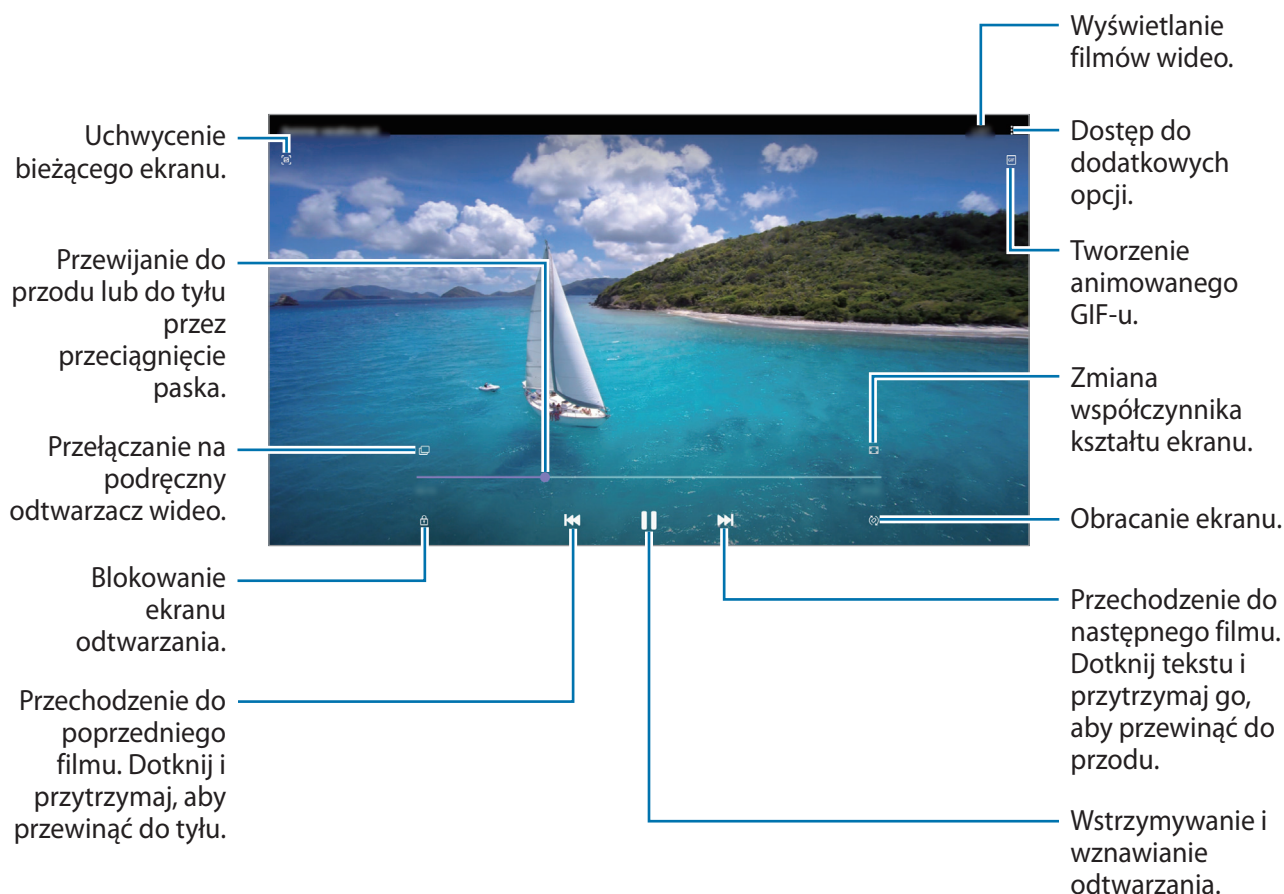 Wyświetlanie
filmów wideo.
Uchwycenie
bieżącego ekranu.
Dostęp do
dodatkowych
opcji.
Przewijanie do
przodu lub do tyłu
przez
przeciągnięcie
paska.
Tworzenie
animowanego
GIF-u.
Zmiana
współczynnika
kształtu ekranu.
Przełączanie na
podręczny
odtwarzacz wideo.
Obracanie ekranu.
Blokowanie
ekranu
odtwarzania.
Przechodzenie do
następnego filmu.
Dotknij tekstu i
przytrzymaj go,
aby przewinąć do
przodu.
Przechodzenie do
poprzedniego
filmu. Dotknij i
przytrzymaj, aby
przewinąć do tyłu.
Wstrzymywanie i
wznawianie
odtwarzania.